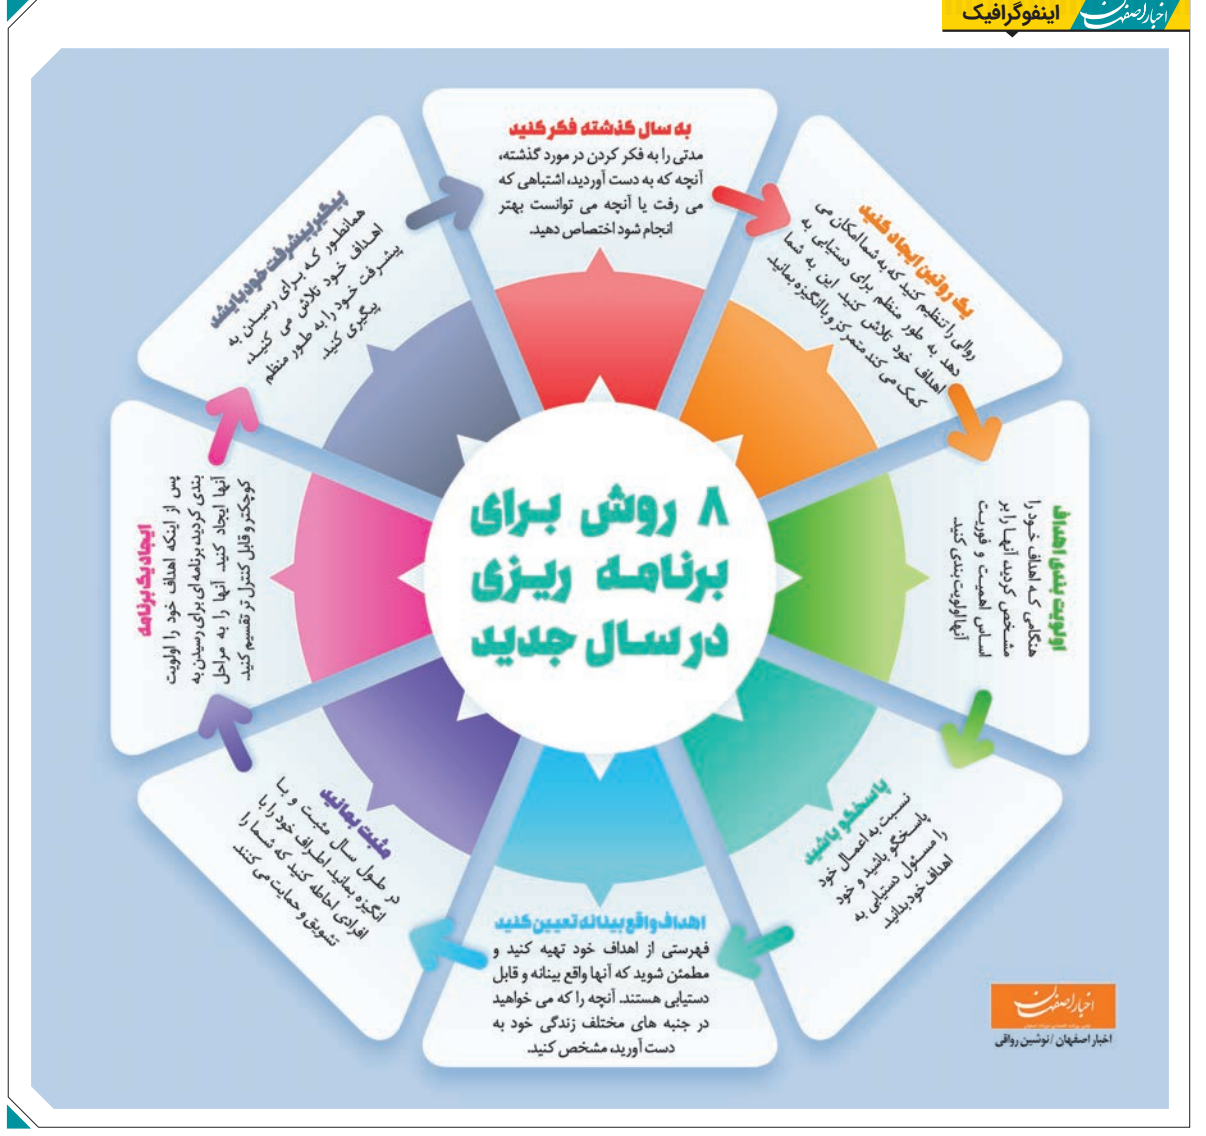 اخبار اصفهان
اینفوگرافیک
۸ روش برای
برنامه ریزی
در سال جدید
به سال گذشته فکر کنید
مدتی را به فکر کردن در مورد گذشته،
آنچه که به دست آوردید، اشتباهی که
می رفت یا آنچه می توانست بهتر
انجام شود اختصاص دهید.
یک روتین ایجاد کنید
روالی را تنظیم کنید که به شما امکان می
دهد به طور منظم برای دستیابی به
اهداف خود تلاش کنید. این به شما
کمک می کند متمرکز و با انگیزه بمانید.
اولویت بندی اهداف
هنگامی که اهداف خود را
مشخص کردید، آنها را بر
اساس اهمیت و فوریت
آنها اولویت بندی کنید.
پاسخگو باشید
نسبت به اعمال خود
پاسخگو باشید و خود
را مسئول دستیابی به
اهداف خود بدانید.
اهداف واقع بینانه تعیین کنید
فهرستی از اهداف خود تهیه کنید و
مطمئن شوید که آنها واقع بینانه و قابل
دستیابی هستند. آنچه را که می خواهید
در جنبه های مختلف زندگی خود به
دست آورید، مشخص کنید.
مثبت بمانید
در طول سال مثبت و با
انگیزه بمانید. اطراف خود را با
افرادی احاطه کنید که شما را
تشویق و حمایت می کنند.
ایجاد یک برنامه
پس از اینکه اهداف خود را اولویت
بندی کردید، برنامه ای برای رسیدن به
آنها ایجاد کنید. آنها را به مراحل
کوچکتر و قابل کنترل تر تقسیم کنید.
پیگیر پیشرفت خود باشد
همانطور که برای رسیدن به
اهداف خود تلاش می کنید،
پیشرفت خود را به طور منظم
پیگیری کنید.
اخبار اصفهان
اخبار اصفهان / نوشین رواقی